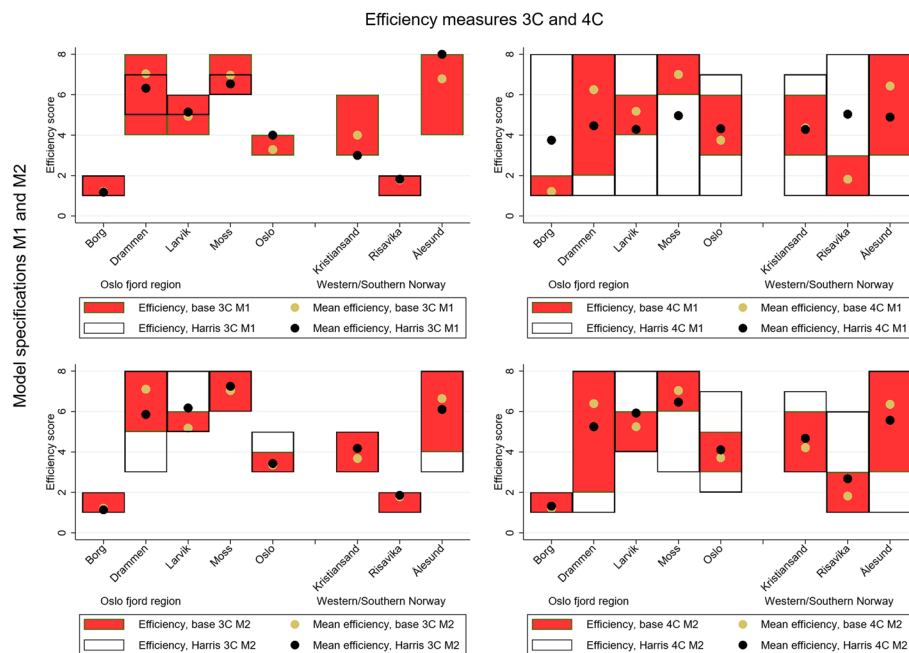 Efficiency measures 3C and 4C
Model specifications M1 and M2
Efficiency score
0 2 4 6 8
Borg Drammen Larvik Moss Oslo Kristiansand Risavika Ålesund
Oslo fjord region Western/Southern Norway
Efficiency, base 3C M1 Mean efficiency, base 3C M1
Efficiency, Harris 3C M1 Mean efficiency, Harris 3C M1
Efficiency score
0 2 4 6 8
Borg Drammen Larvik Moss Oslo Kristiansand Risavika Ålesund
Oslo fjord region Western/Southern Norway
Efficiency, base 4C M1 Mean efficiency, base 4C M1
Efficiency, Harris 4C M1 Mean efficiency, Harris 4C M1
Efficiency score
0 2 4 6 8
Borg Drammen Larvik Moss Oslo Kristiansand Risavika Ålesund
Oslo fjord region Western/Southern Norway
Efficiency, base 3C M2 Mean efficiency, base 3C M2
Efficiency, Harris 3C M2 Mean efficiency, Harris 3C M2
Efficiency score
0 2 4 6 8
Borg Drammen Larvik Moss Oslo Kristiansand Risavika Ålesund
Oslo fjord region Western/Southern Norway
Efficiency, base 4C M2 Mean efficiency, base 4C M2
Efficiency, Harris 4C M2 Mean efficiency, Harris 4C M2